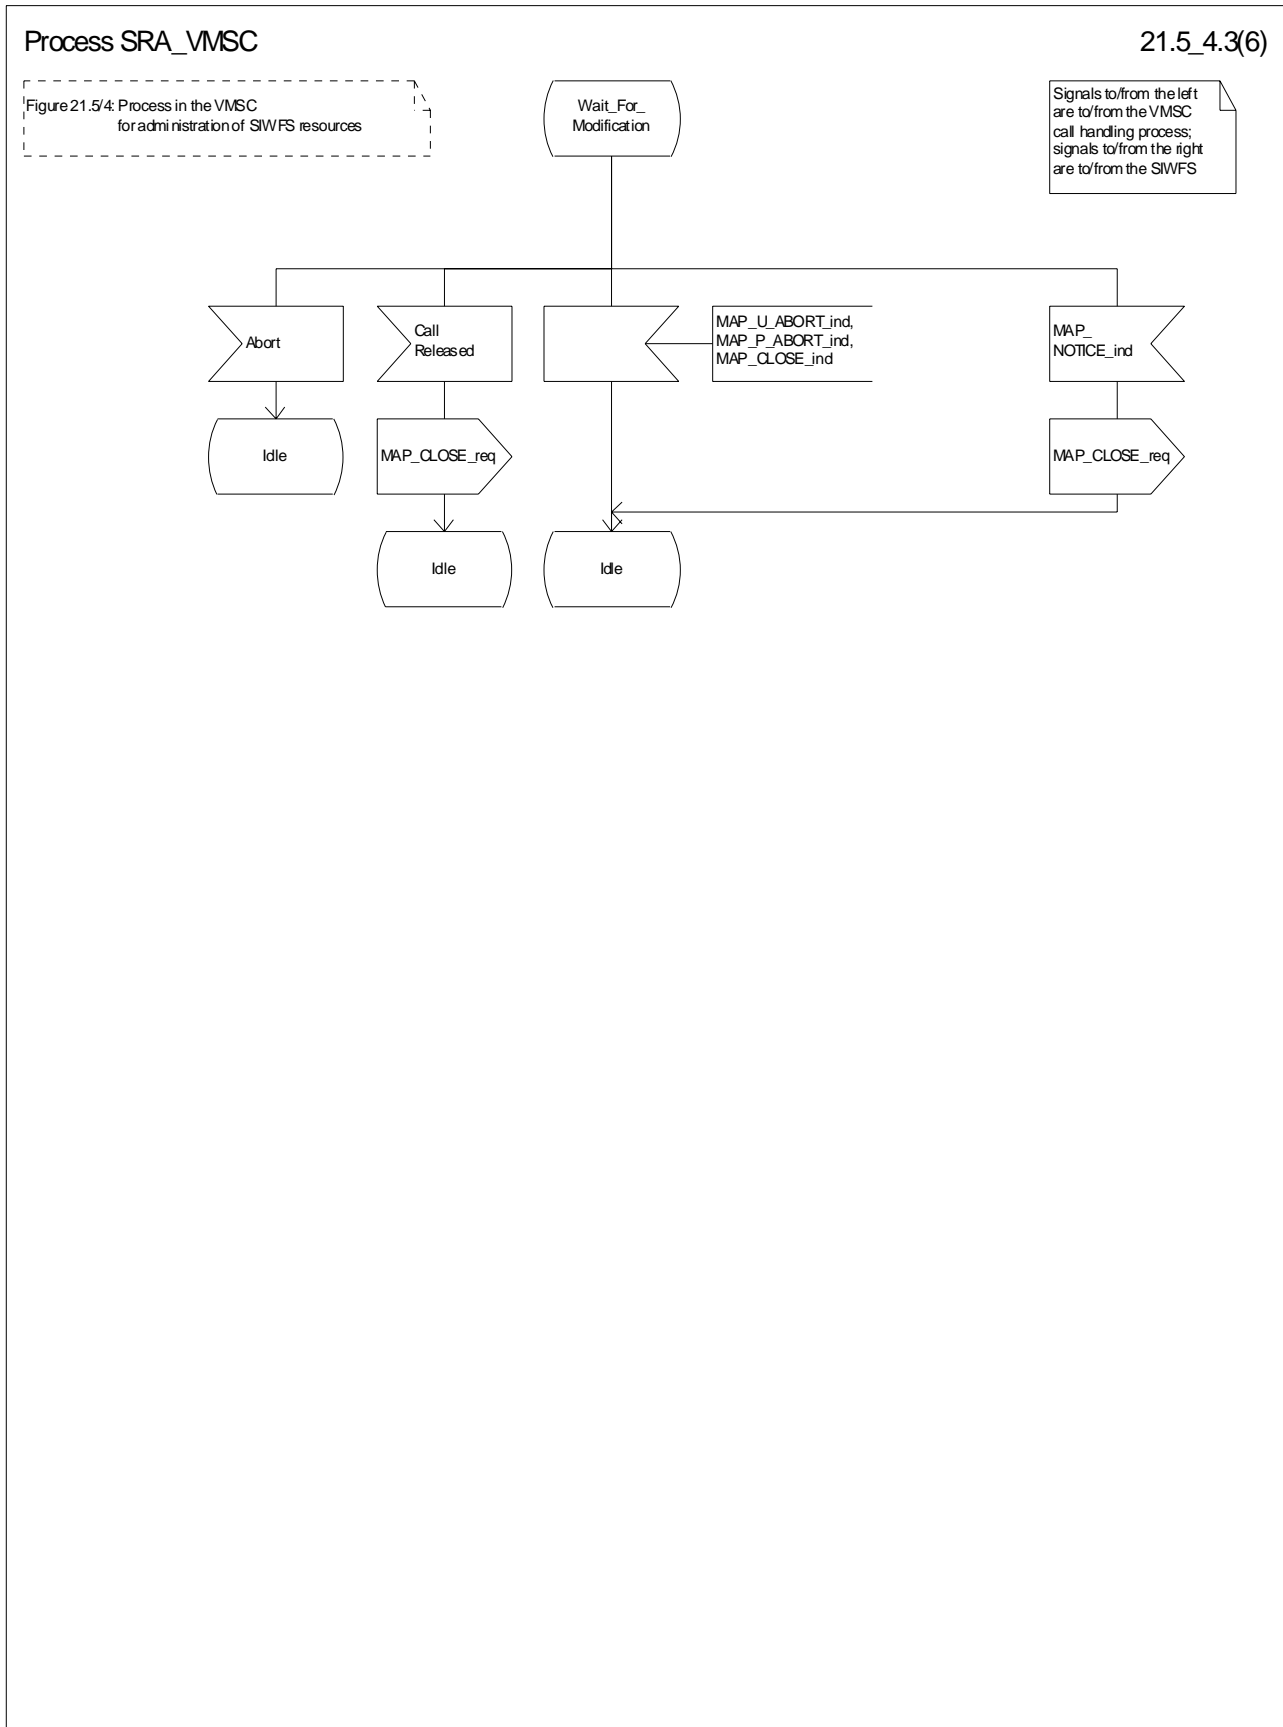 Process SRA_VMSC
21.5_4.3(6)
Figure 21.5/4: Process in the VMSC
for administration of SIWFS resources
Wait_For_
Modification
Signals to/from the left
are to/from the VMSC
call handling process;
signals to/from the right
are to/from the SIWFS
Abort
Call
Released
MAP_U_ABORT_ind,
MAP_P_ABORT_ind,
MAP_CLOSE_ind
MAP_
NOTICE_ind
Idle
MAP_CLOSE_req
MAP_CLOSE_req
Idle
Idle